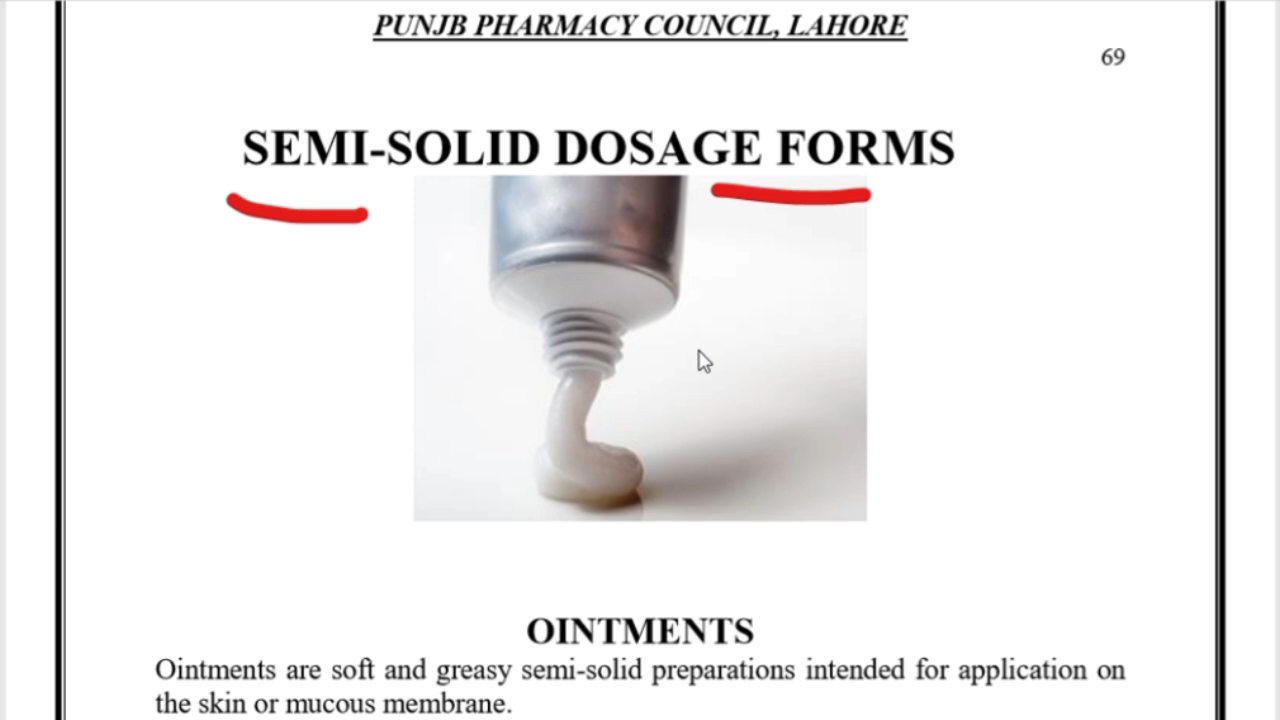 PUNJB PHARMACY COUNCIL, LAHORE
69
SEMI-SOLID DOSAGE FORMS
OINTMENTS
Ointments are soft and greasy semi-solid preparations intended for application on
the skin or mucous membrane.